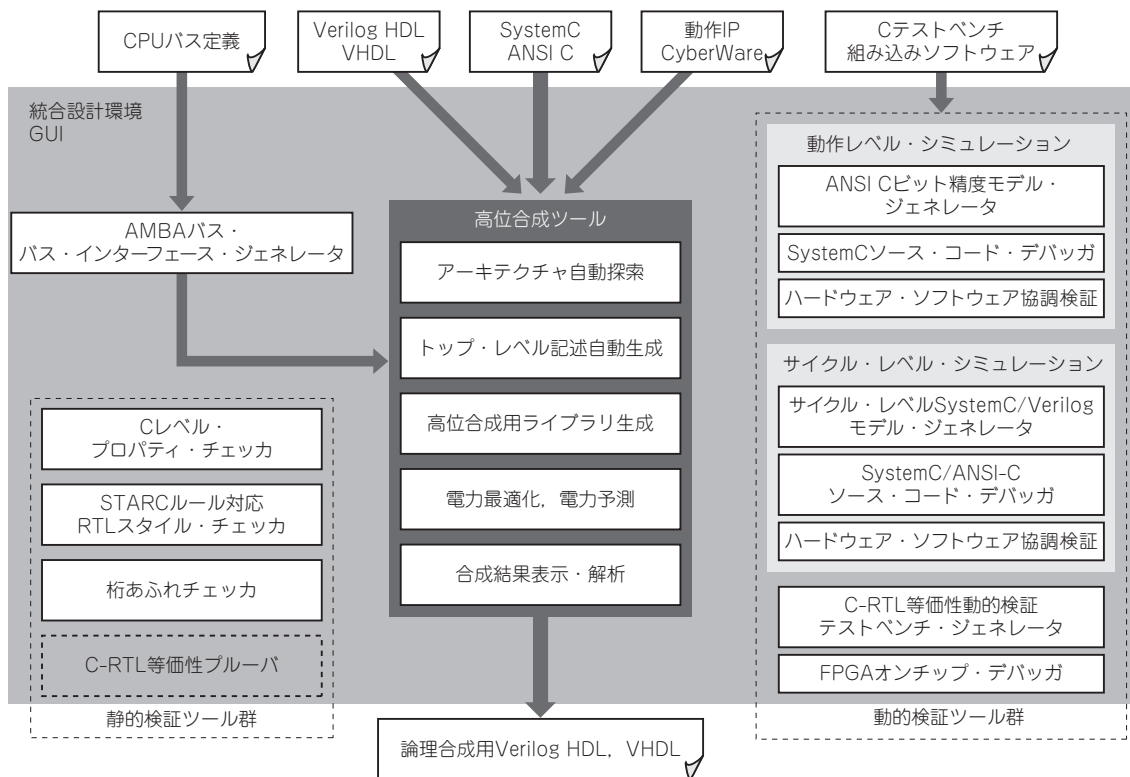 CPUバス定義
Verilog HDL
VHDL
SystemC
ANSI C
動作IP
CyberWare
Cテストベンチ
組み込みソフトウェア
統合設計環境
GUI
AMBAバス・
バス・インターフェース・ジェネレータ
高位合成ツール
アーキテクチャ自動探索
トップ・レベル記述自動生成
高位合成用ライブラリ生成
電力最適化，電力予測
合成結果表示・解析
Cレベル・
プロパティ・チェッカ
STARCルール対応
RTLスタイル・チェッカ
桁あふれチェッカ
C-RTL等価性プルーバ
静的検証ツール群
動作レベル・シミュレーション
ANSI Cビット精度モデル・
ジェネレータ
SystemCソース・コード・デバッガ
ハードウェア・ソフトウェア協調検証
サイクル・レベル・シミュレーション
サイクル・レベルSystemC/Verilog
モデル・ジェネレータ
SystemC/ANSI-C
ソース・コード・デバッガ
ハードウェア・ソフトウェア協調検証
C-RTL等価性動的検証
テストベンチ・ジェネレータ
FPGAオンチップ・デバッガ
動的検証ツール群
論理合成用Verilog HDL，VHDL